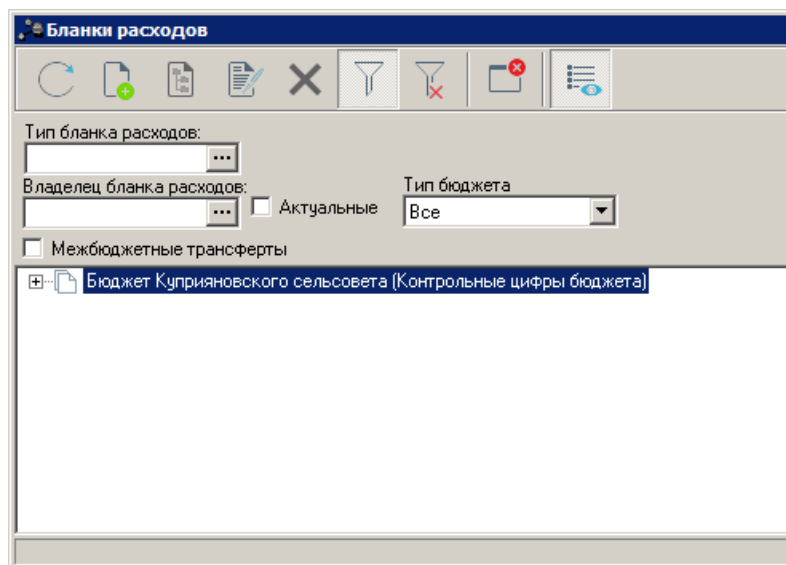 Бланки расходов
Тип бланка расходов:
Владелец бланка расходов:
Актуальные
Тип бюджета
Все
Межбюджетные трансферты
Бюджет Куприяновского сельсовета (Контрольные цифры бюджета)